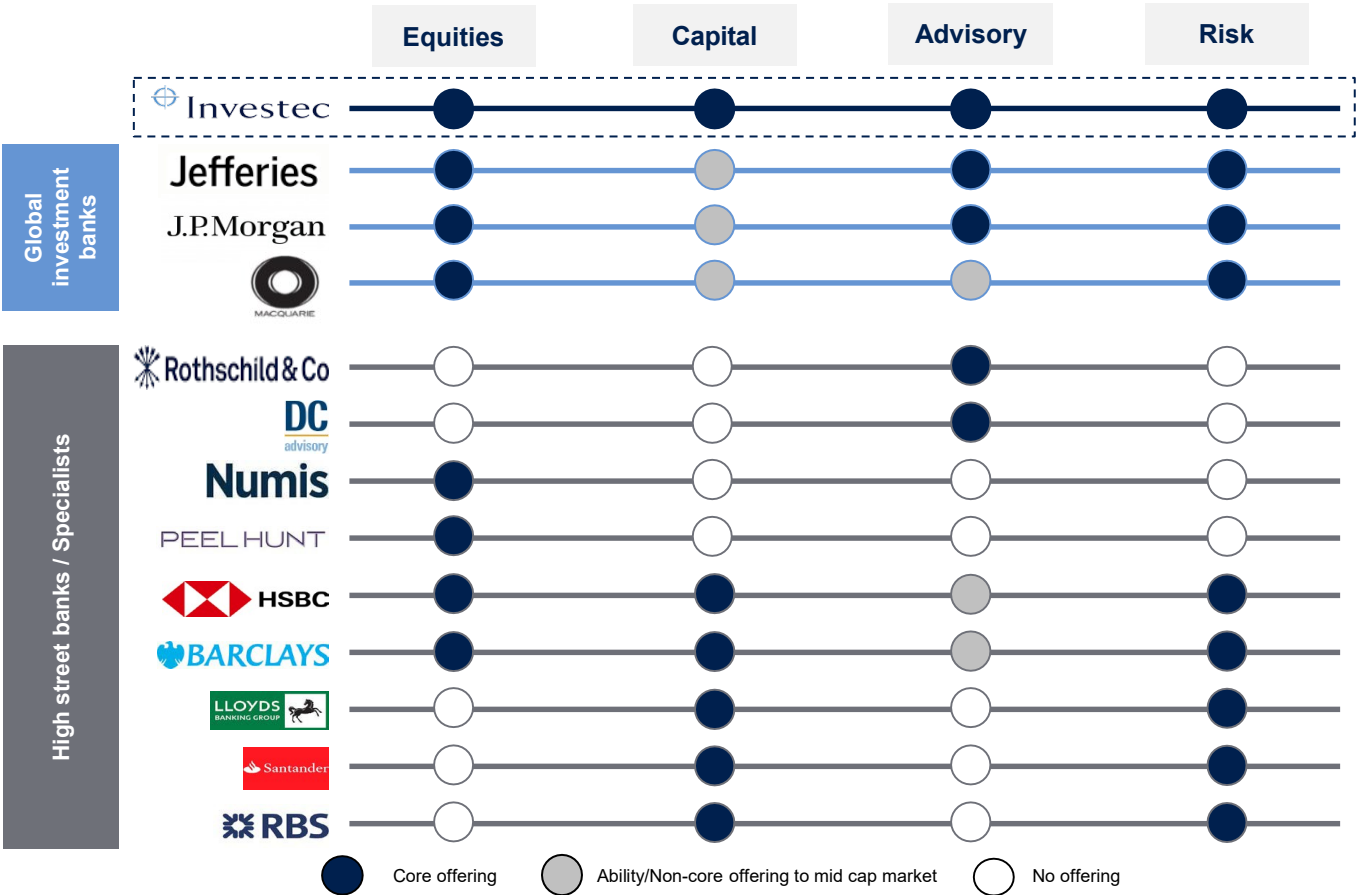 Equities Capital Advisory Risk
Investec
Global
investment
banks
Jefferies
J.P.Morgan
MACQUARIE
High street banks / Specialists
Rothschild & Co
DC
advisory
Numis
PEEL HUNT
HSBC
BARCLAYS
LLOYDS
BANKING GROUP
Santander
RBS
Core offering Ability/Non-core offering to mid cap market No offering